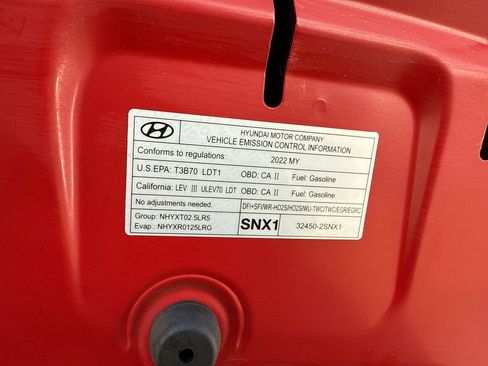 HYUNDAI MOTOR COMPANY
VEHICLE EMISSION CONTROL INFORMATION
Conforms to regulations: 2022 MY
U.S.EPA: T3B70 LDT1 OBD: CA II Fuel: Gasoline
California: LEV III ULEV70 LDT OBD: CA II Fuel: Gasoline
No adjustments needed. DFI+SFI/WR-HO2S/HO2S/WU-TWC/TWC/EGR/EGRC
Group: NHYXT02.5LR5
Evap.: NHYXR0125LRG
SNX1 32450-2SNX1